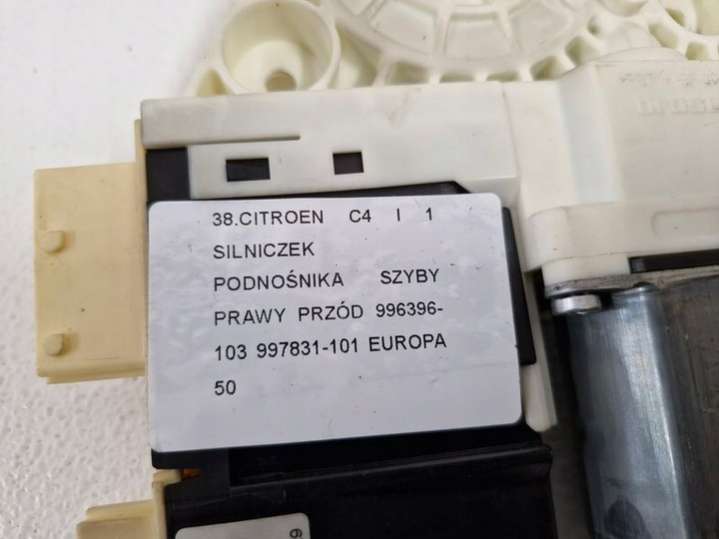 38.CITROEN C4 I 1
SILNICZEK
PODNOŚNIKA SZYBY
PRAWY PRZÓD 996396-
103 997831-101 EUROPA
50